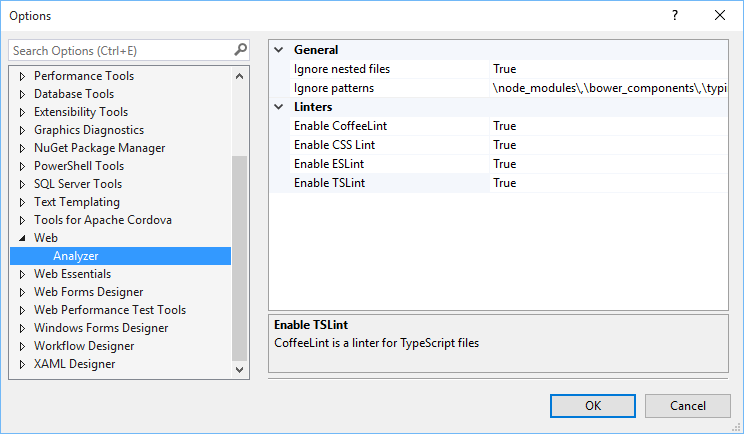 Options
Search Options (Ctrl+E)
Performance Tools
Database Tools
Extensibility Tools
Graphics Diagnostics
NuGet Package Manager
PowerShell Tools
SQL Server Tools
Text Templating
Tools for Apache Cordova
Web
Analyzer
Web Essentials
Web Forms Designer
Web Performance Test Tools
Windows Forms Designer
Workflow Designer
XAML Designer
General
Ignore nested files True
Ignore patterns \node_modules\,\bower_components\,\typi
Linters
Enable CoffeeLint True
Enable CSS Lint True
Enable ESLint True
Enable TSLint True
Enable TSLint
CoffeeLint is a linter for TypeScript files
OK Cancel